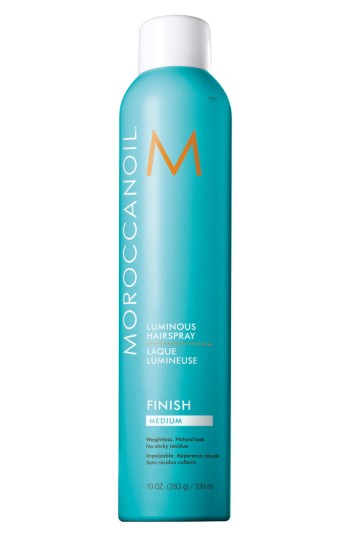 MOROCCANOIL.
M
LUMINOUS
HAIRSPRAY
LAQUE
LUMINEUSE
FINISH
MEDIUM
Weightless. Natural look
No sticky residue
Impalpable. Apparence
Sans résidus collants
10 OZ. (283 g) / 330 ml